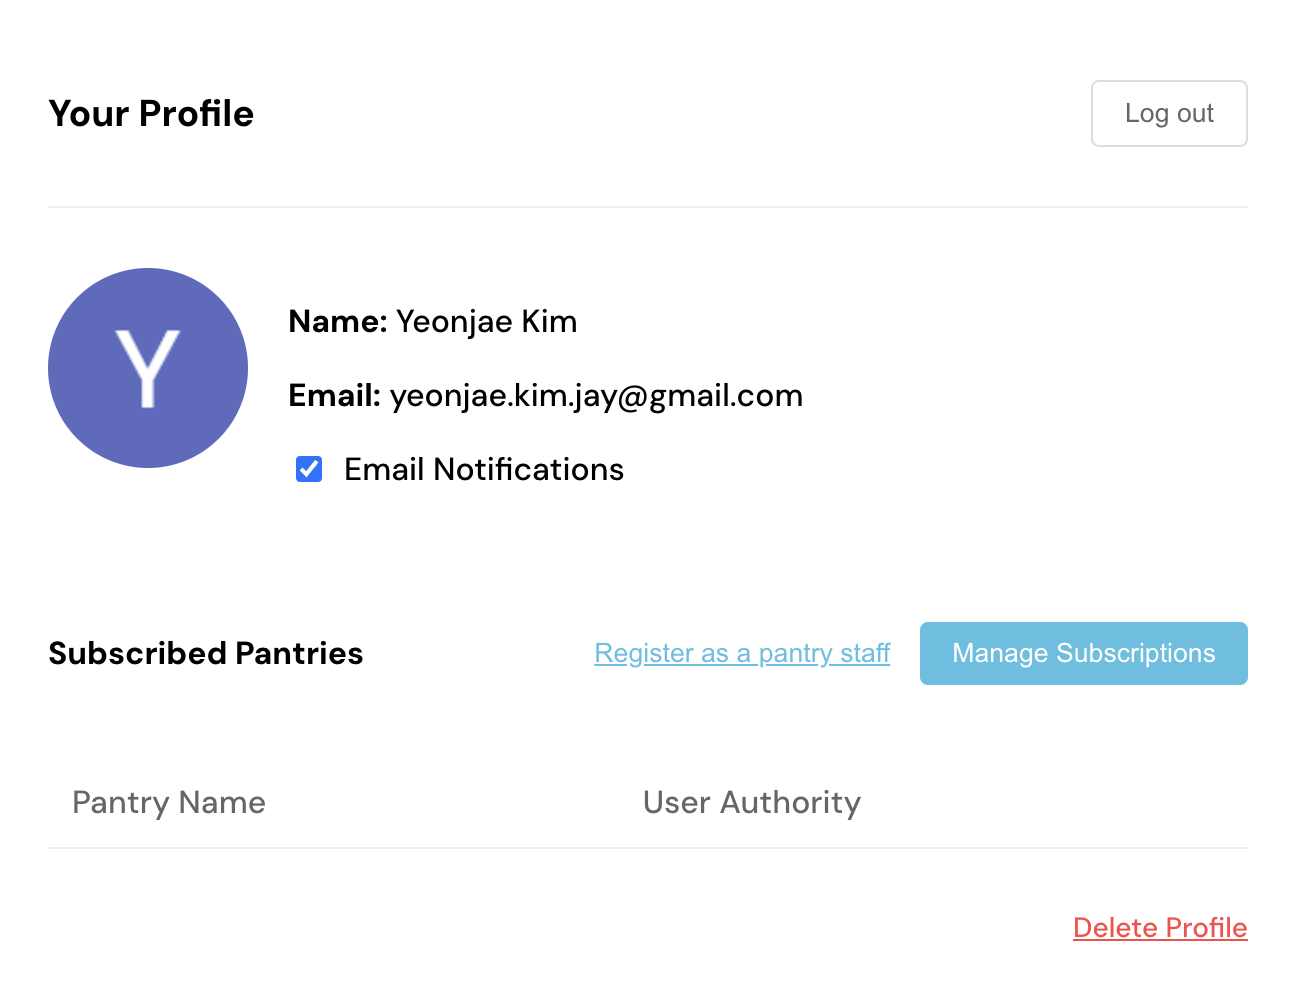 Your Profile
Log out
Y
Name: Yeonjae Kim
Email: yeonjae.kim.jay@gmail.com
Email Notifications
Subscribed Pantries
Register as a pantry staff
Manage Subscriptions
Pantry Name
User Authority
Delete Profile